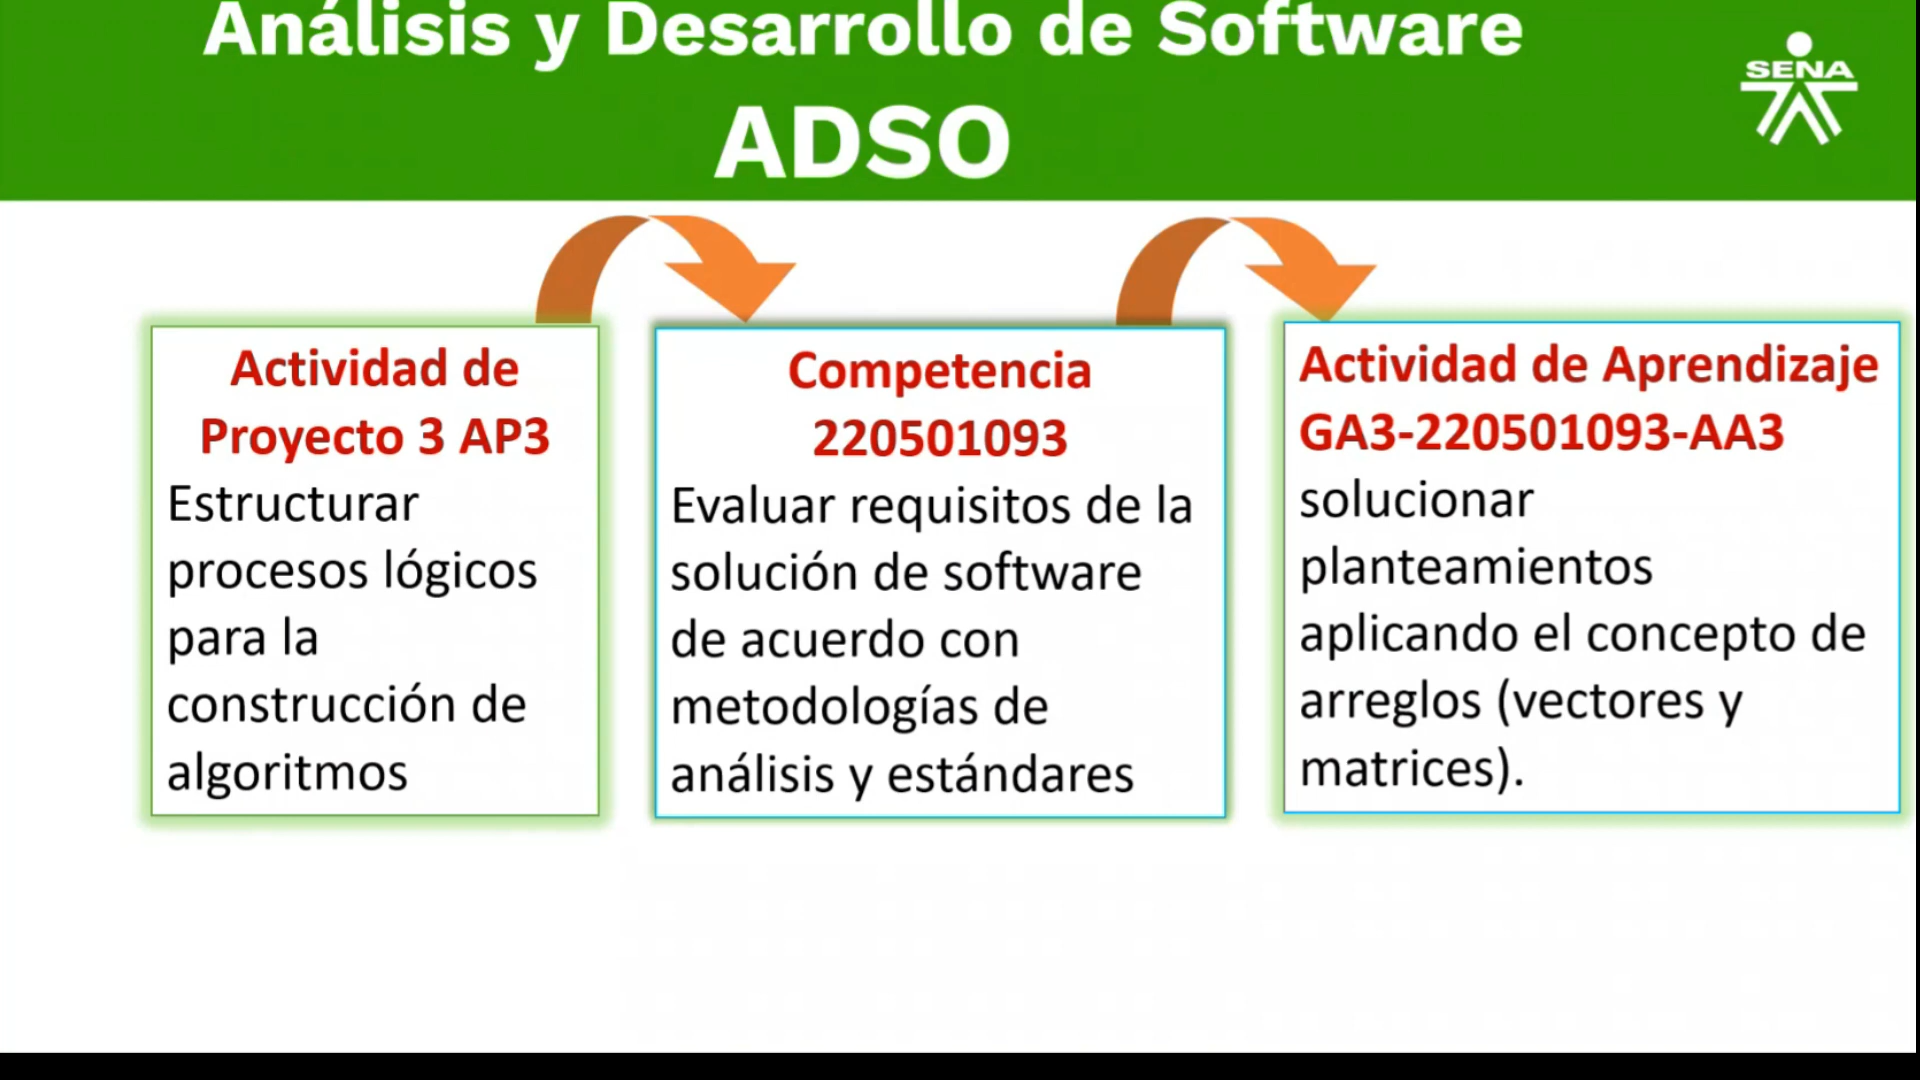 Análisis y Desarrollo de Software
ADSO
SENA
Actividad de
Proyecto 3 AP3
Estructurar
procesos lógicos
para la
construcción de
algoritmos
Competencia
220501093
Evaluar requisitos de la
solución de software
de acuerdo con
metodologías de
análisis y estándares
Actividad de Aprendizaje
GA3-220501093-AA3
solucionar
planteamientos
aplicando el concepto de
arreglos (vectores y
matrices).